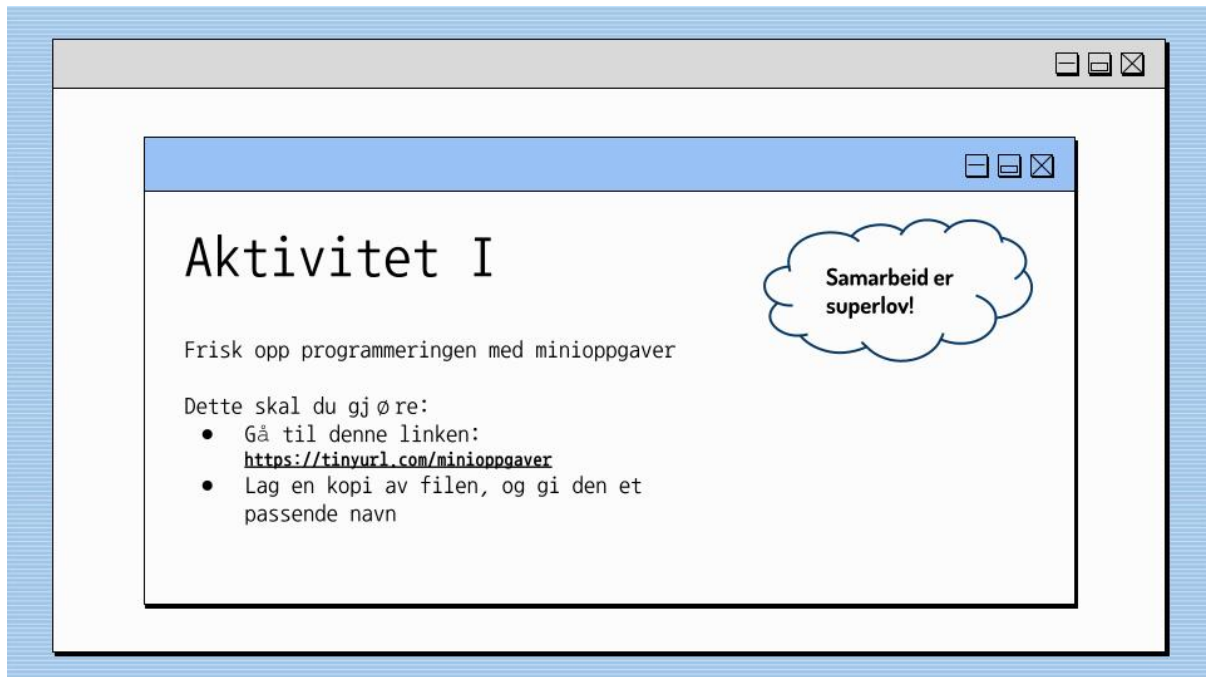 Aktivitet I
Samarbeid er
superlov!
Frisk opp programmeringen med minioppgaver
Dette skal du gjøre:
● Gå til denne linken:
https://tinyurl.com/minioppgaver
● Lag en kopi av filen, og gi den et
passende navn